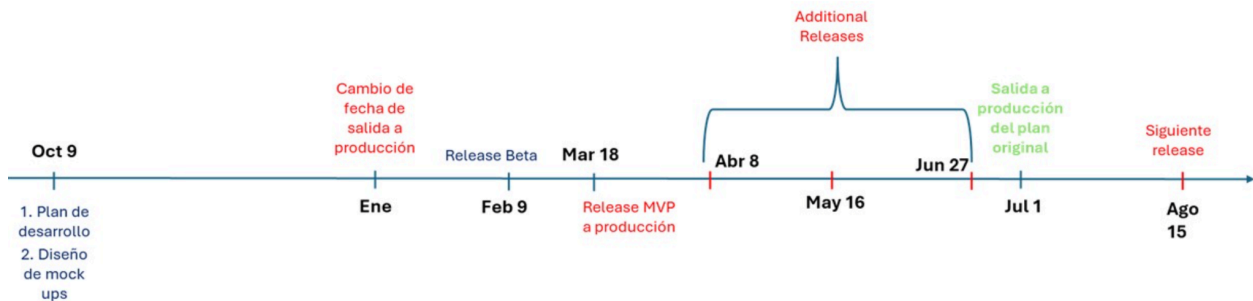 Additional
Releases
Cambio de
fecha de
salida a
producción
Salida a
producción
del plan
original
Oct 9
Release Beta
Mar 18
Abr 8
Jun 27
Siguiente
release
1. Plan de
desarrollo
2. Diseño
de mock
ups
Ene
Feb 9
Release MVP
a producción
May 16
Jul 1
Ago
15